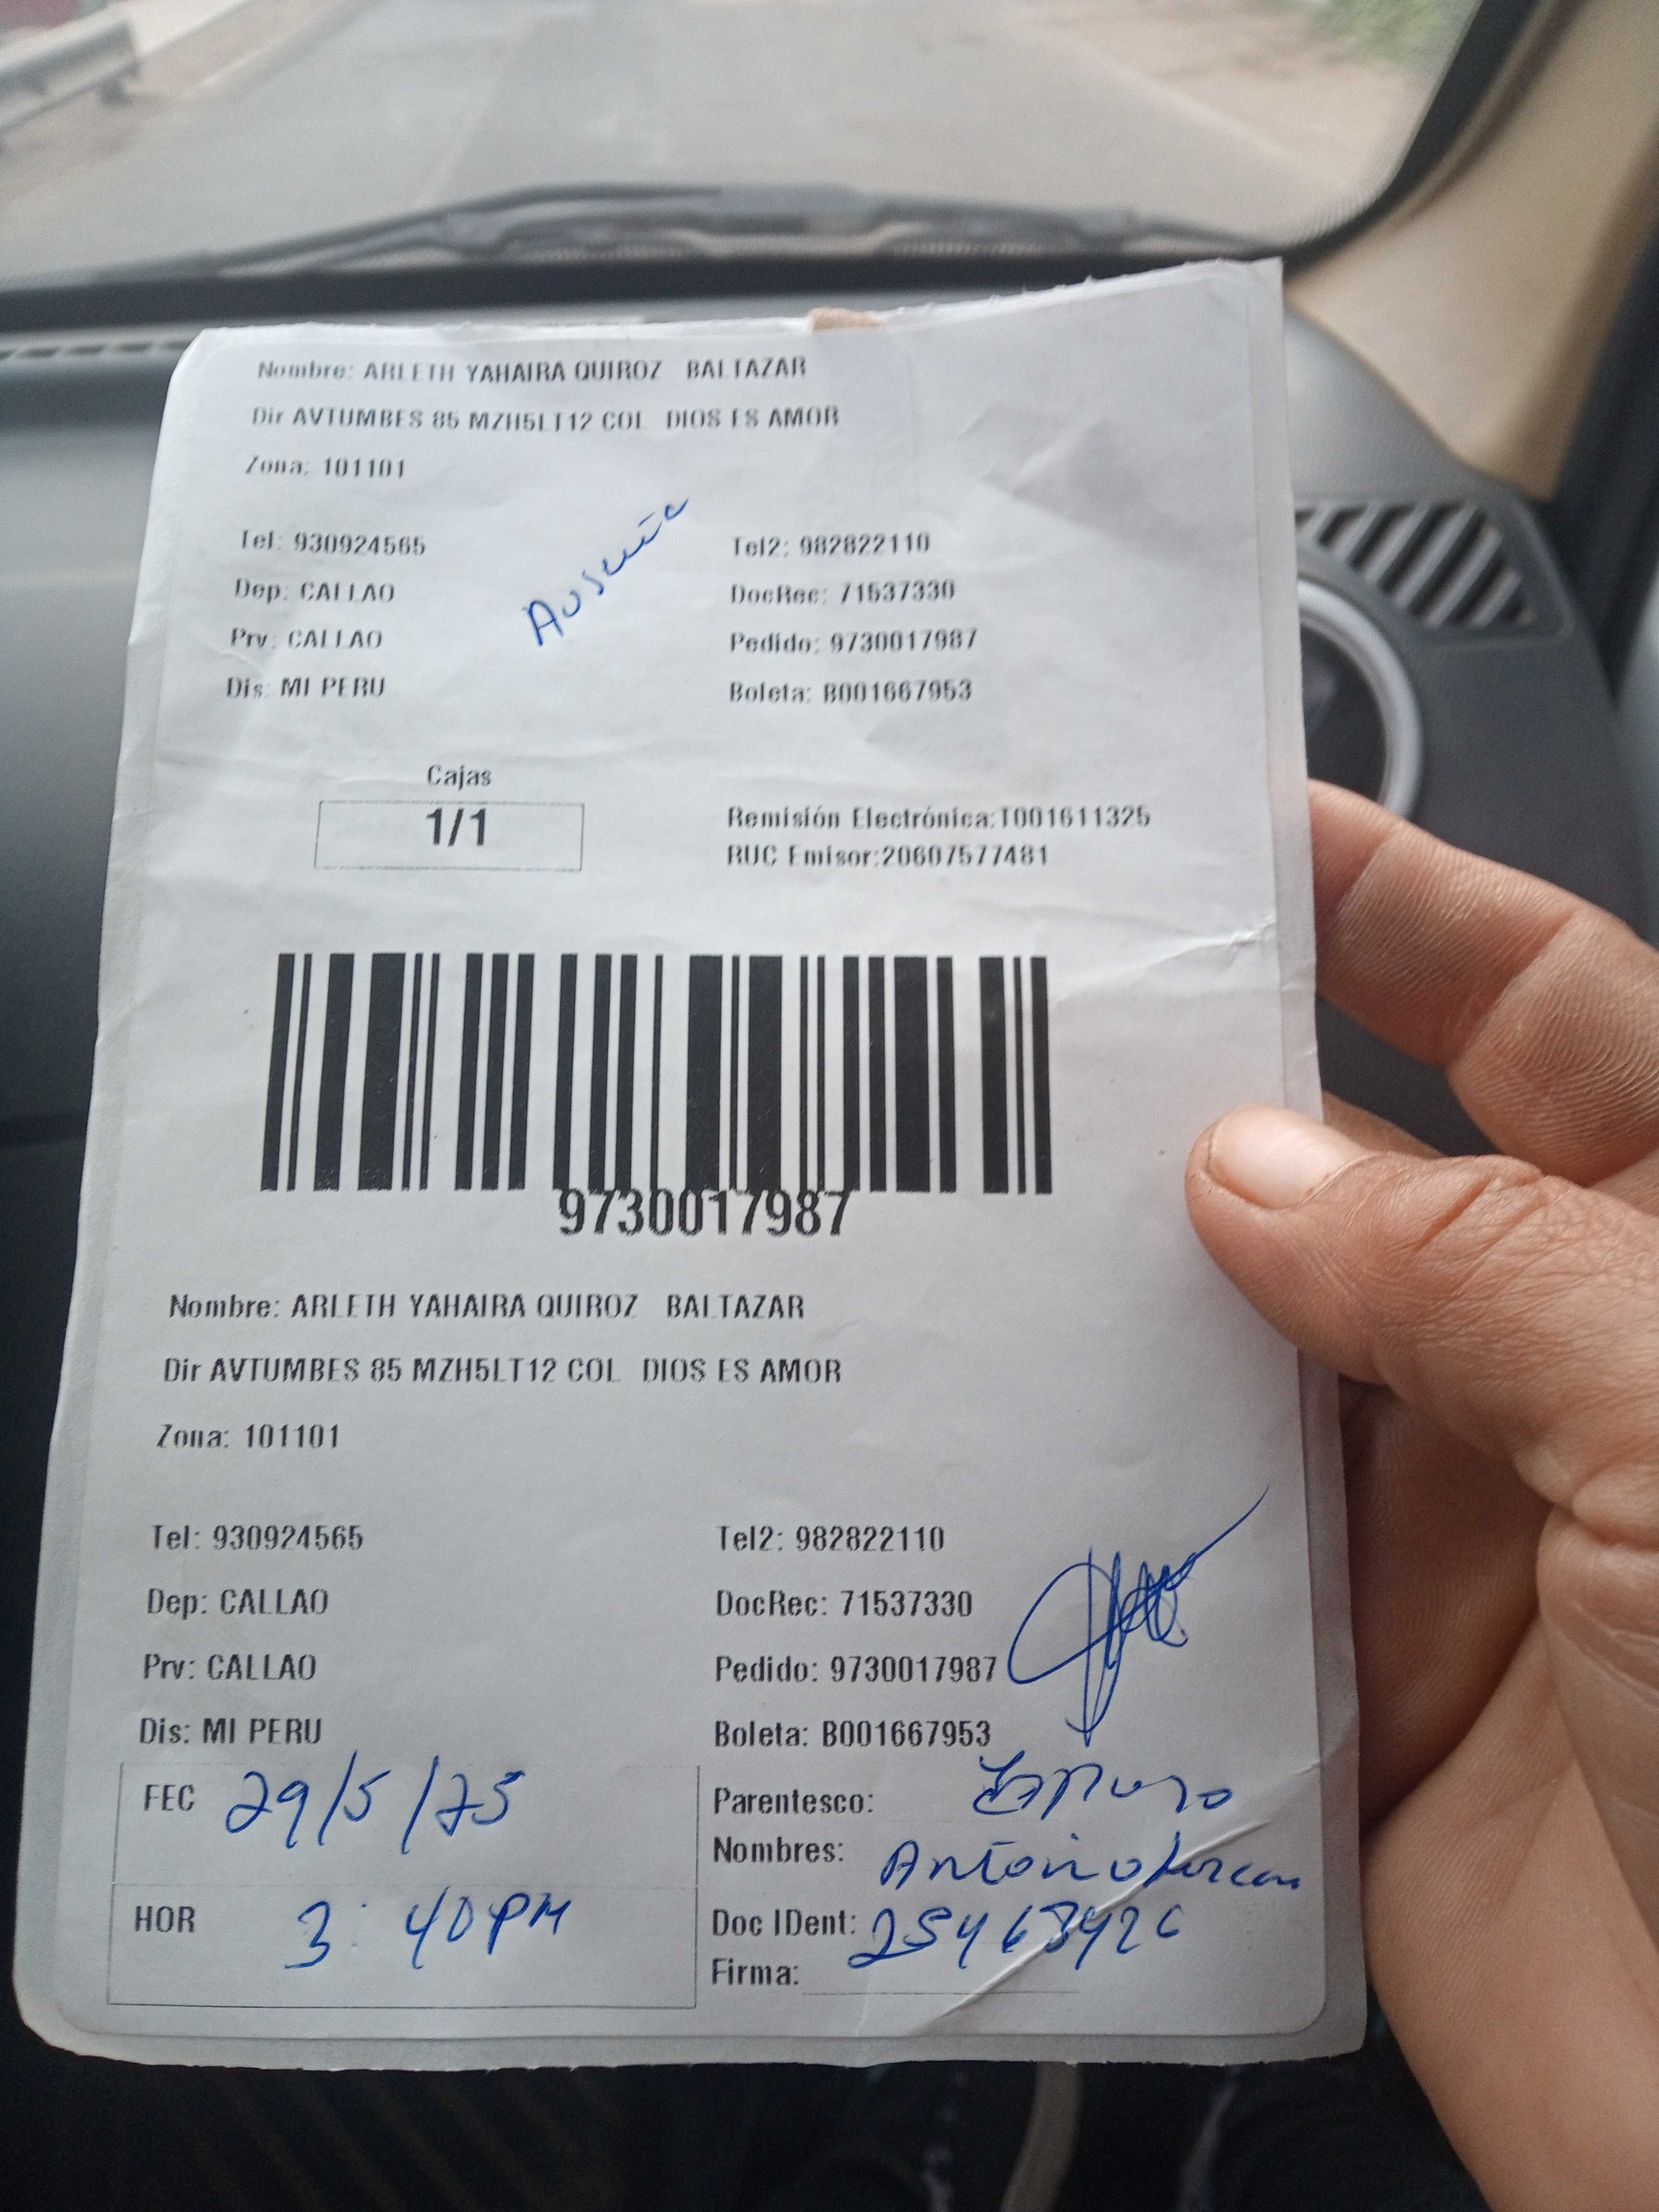 Nombre: ARLETH YAHAIRA QUIROZ BALTAZAR
Dir AVTUMBES 85 MZH5LT12 COL DIOS ES AMOR
Zona: 101101
Ausente
Tel: 930924565 Tel2: 982822110
Dep: CALLAO DocRec: 71537330
Prv: CALLAO Pedido: 9730017987
Dis: MI PERU Boleta: B001667953
Cajas
1/1
Remisión Electrónica:T001611325
RUC Emisor:20607577481
9730017987
Nombre: ARLETH YAHAIRA QUIROZ BALTAZAR
Dir AVTUMBES 85 MZH5LT12 COL DIOS ES AMOR
Zona: 101101
Tel: 930924565 Tel2: 982822110
Dep: CALLAO DocRec: 71537330
Prv: CALLAO Pedido: 9730017987
Dis: MI PERU Boleta: B001667953
FEC 29/5/25 Parentesco: Esposo
Nombres: Antonio
HOR 3:40PM Doc IDent:
Firma: